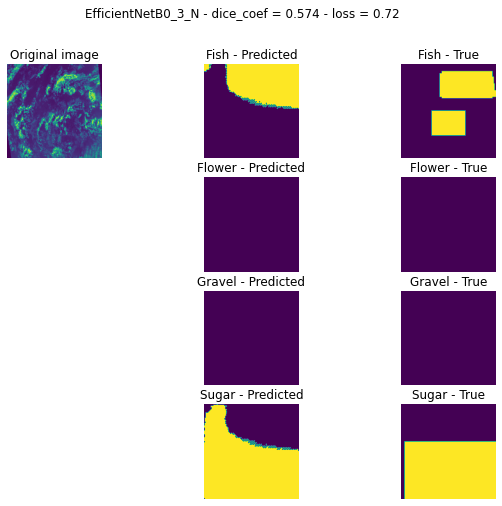 EfficientNetB0_3_N - dice_coef = 0.574 - loss = 0.72
Original image
Fish - Predicted
Fish - True
Flower - Predicted
Flower - True
Gravel - Predicted
Gravel - True
Sugar - Predicted
Sugar - True